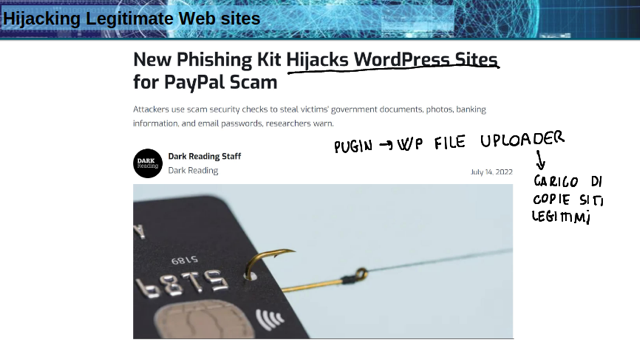 Hijacking Legitimate Web sites
New Phishing Kit Hijacks WordPress Sites
for PayPal Scam
Attackers use scam security checks to steal victims' government documents, photos, banking
information, and email passwords, researchers warn.
PUGIN → W/P FILE UPLOADER
↓
CARICO DI
COPIE SITI
LEGITTIMI
DARK
Reading
Dark Reading Staff
Dark Reading
July 14, 2022
5189
5189